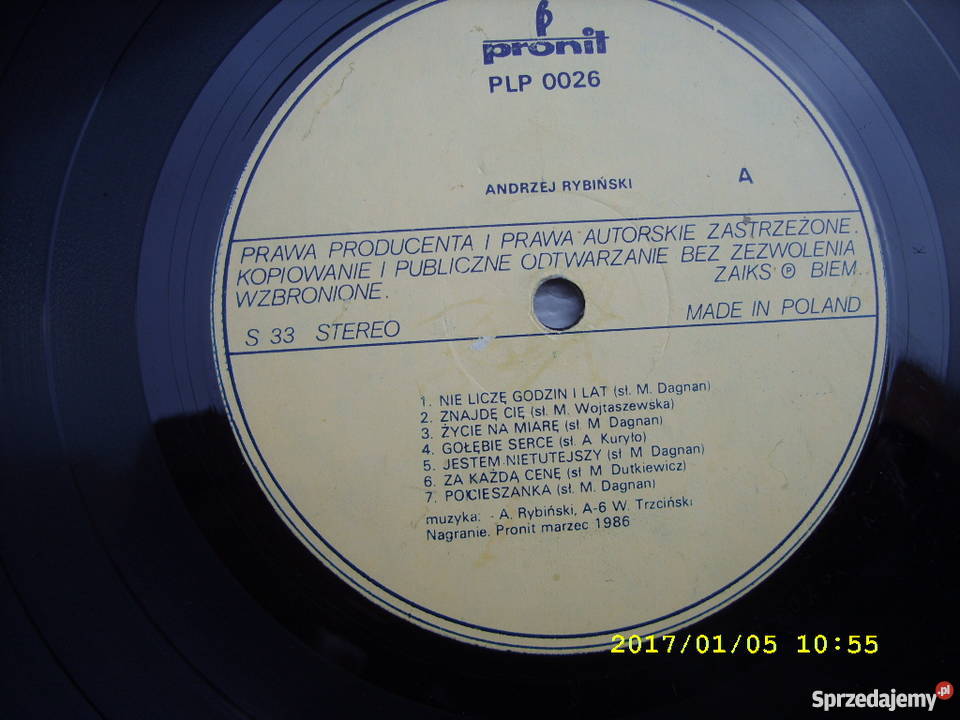 pronit
PLP 0026
ANDRZEJ RYBIŃSKI
A
PRAWA PRODUCENTA I PRAWA AUTORSKIE ZASTRZEŻONE.
KOPIOWANIE I PUBLICZNE ODTWARZANIE BEZ ZEZWOLENIA
WZBRONIONE.
ZAIKS Ⓟ BIEM
S 33 STEREO
MADE IN POLAND
1. NIE LICZĘ GODZIN I LAT (sł. M. Dagnan)
2. ZNAJDĘ CIĘ (sł. M. Wojtaszewska)
3. ŻYCIE NA MIARĘ (sł. M Dagnan)
4. GOŁĘBIE SERCE (sł. A Kuryło)
5. JESTEM NIETUTEJSZY (sł M Dagnan)
6. ZA KAŻDĄ CENĘ (sł M Dutkiewicz)
7. POCIESZANKA (sł. M. Dagnan)
muzyka: - A. Rybiński, A-6 W. Trzciński
Nagranie. Pronit marzec 1986
K
2017/01/05 10:55
Sprzedajemy.pl